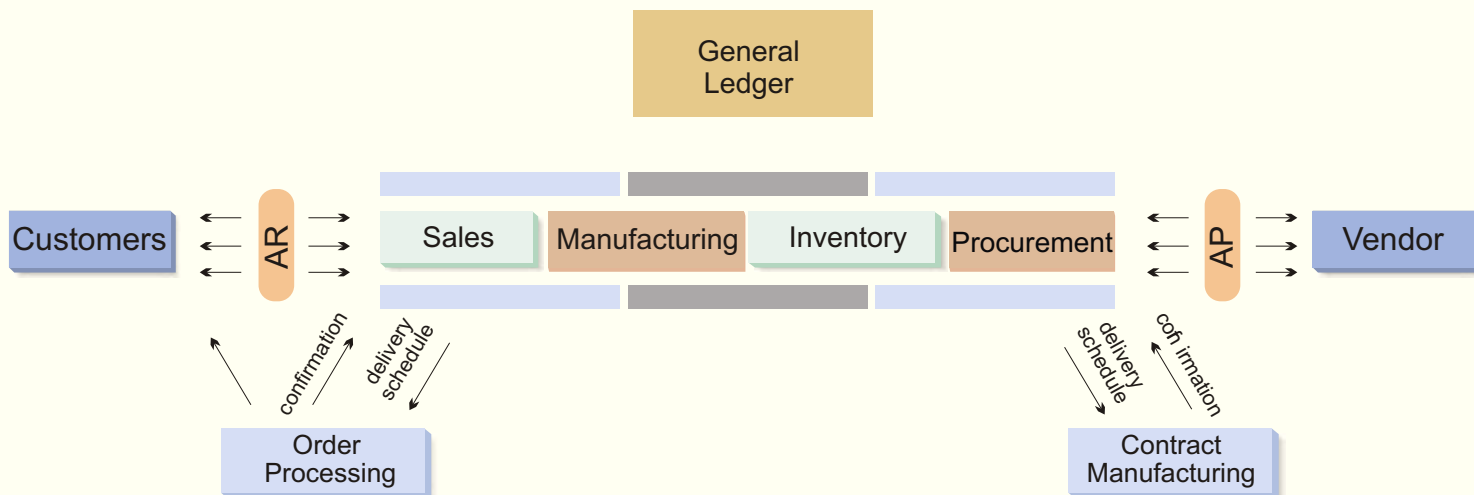 General
Ledger
Customers
AR
Sales
Manufacturing
Inventory
Procurement
AP
Vendor
confirmation
delivery
schedule
delivery
schedule
cofi irmation
Order
Processing
Contract
Manufacturing